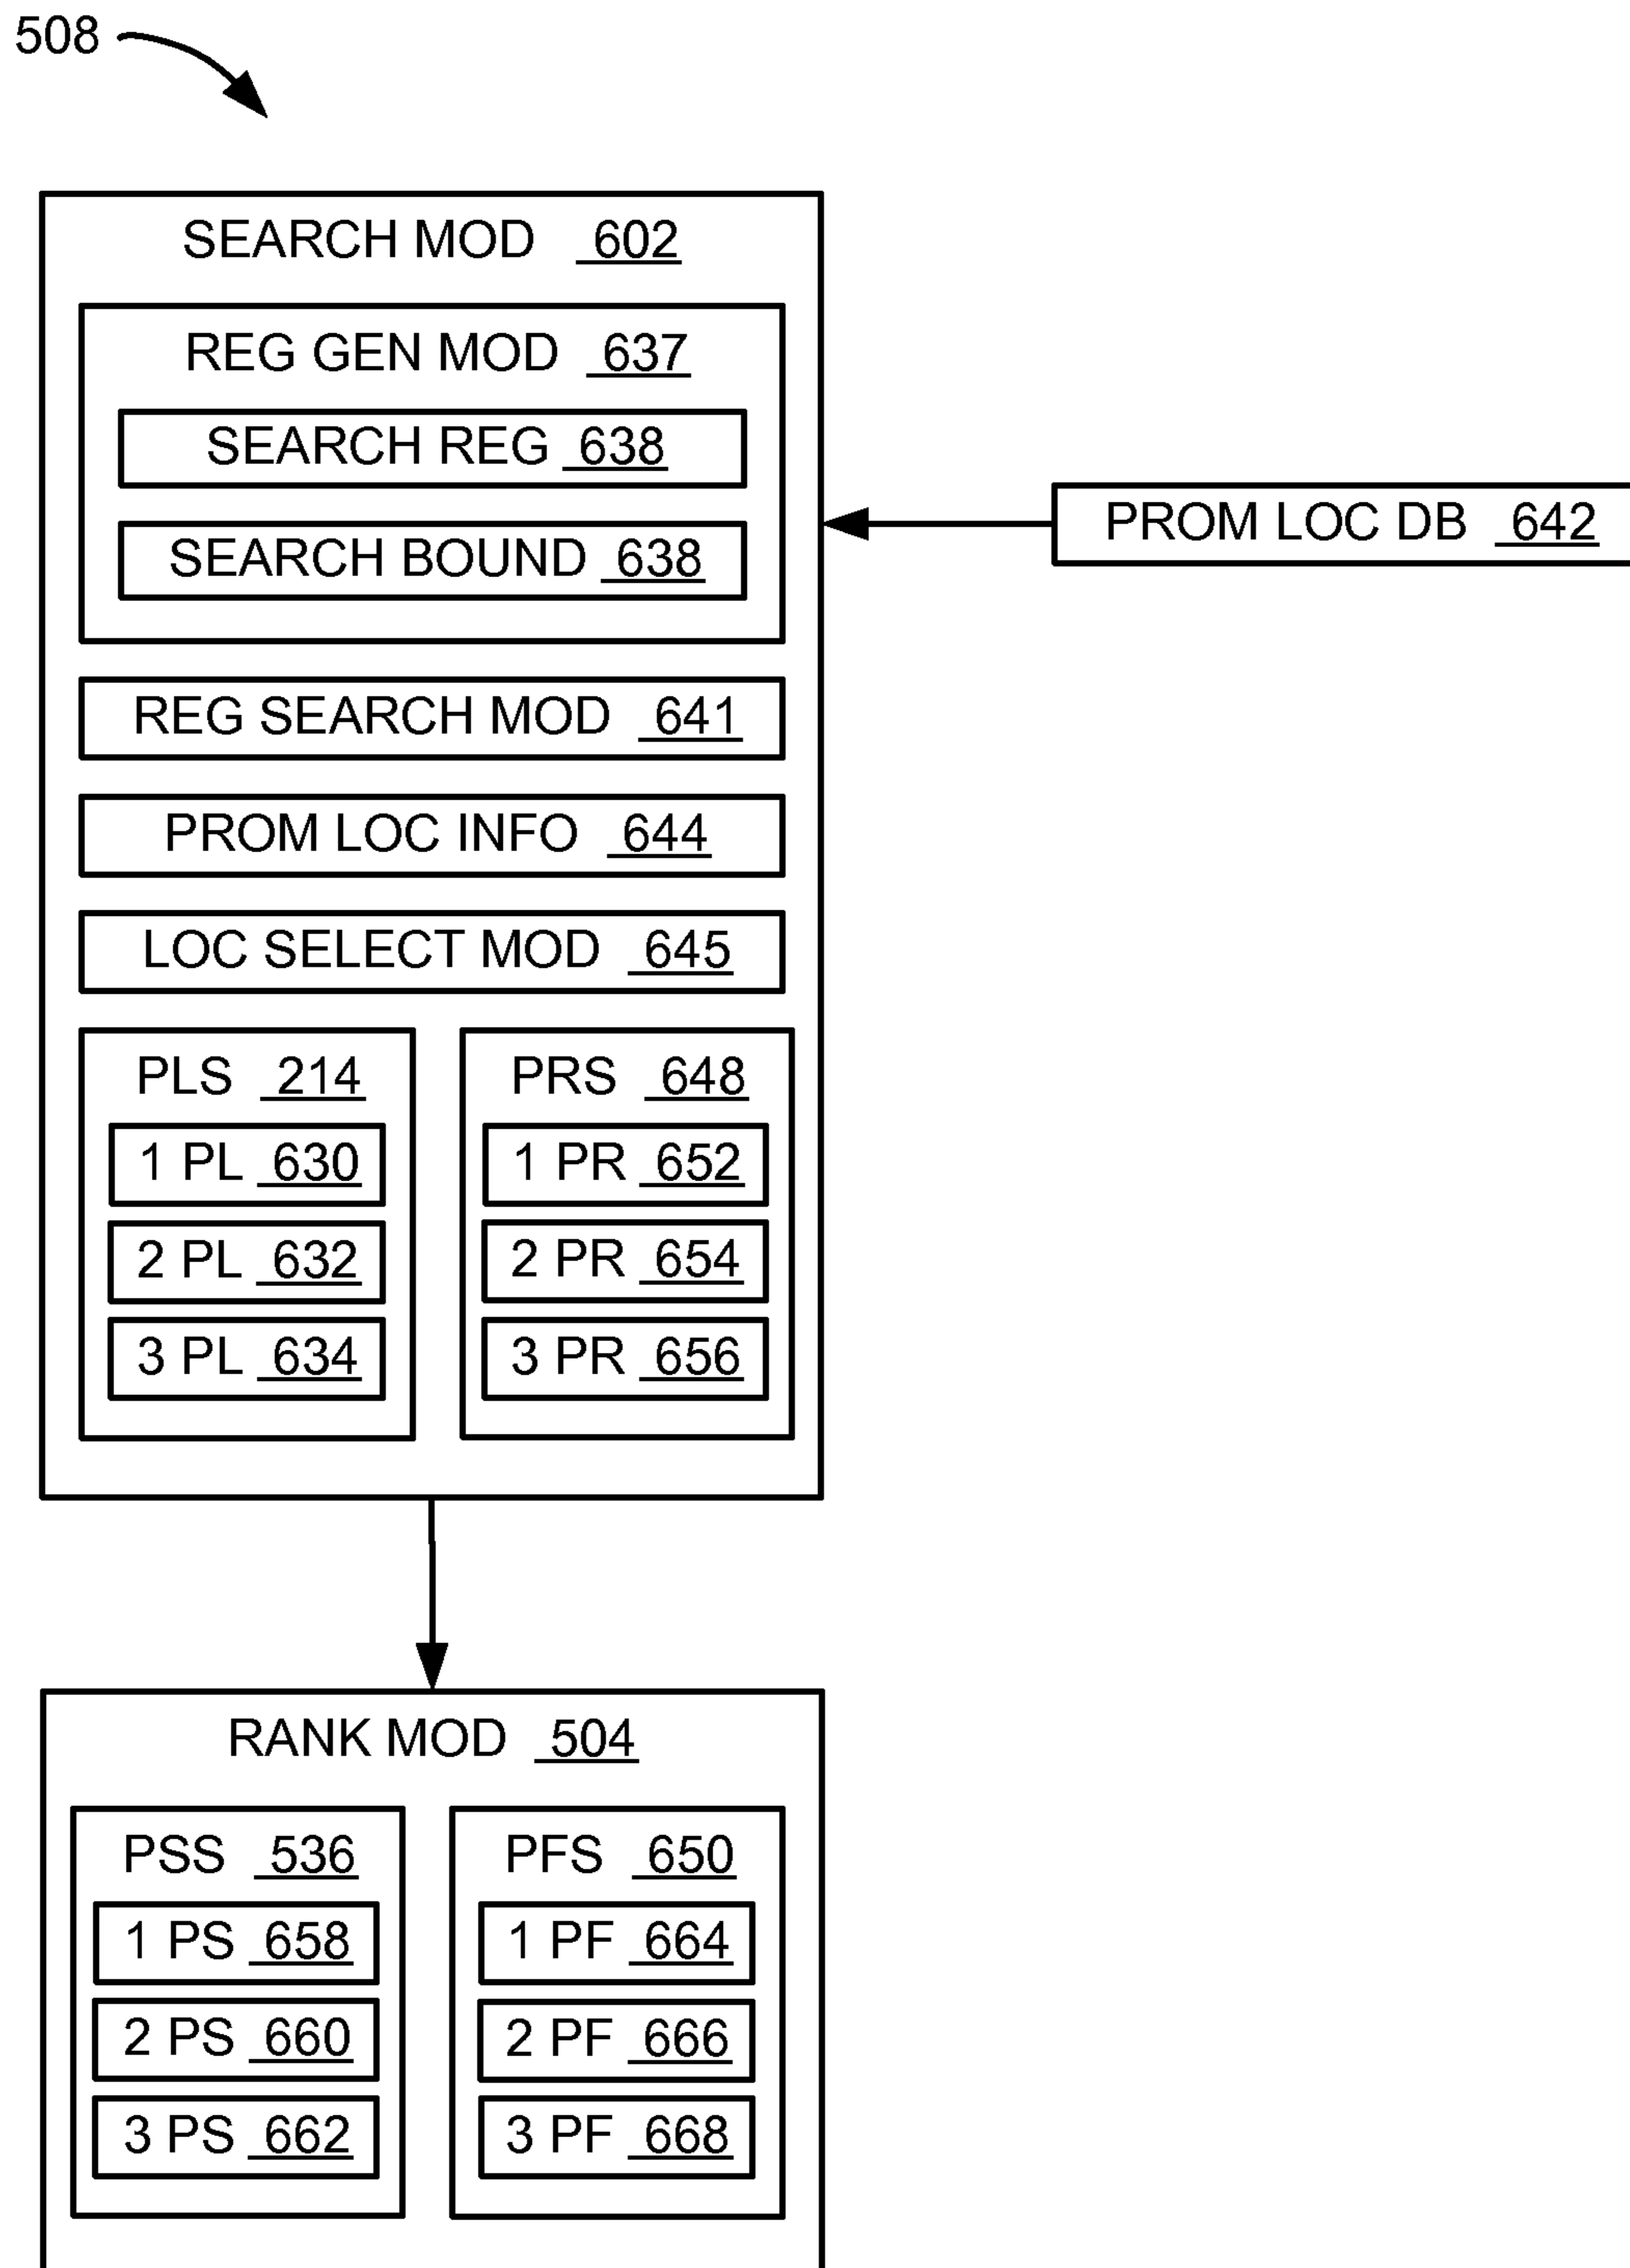 508
SEARCH MOD 602
REG GEN MOD 637
SEARCH REG 638
SEARCH BOUND 638
PROM LOC DB 642
REG SEARCH MOD 641
PROM LOC INFO 644
LOC SELECT MOD 645
PLS 214
1 PL 630
2 PL 632
3 PL 634
PRS 648
1 PR 652
2 PR 654
3 PR 656
RANK MOD 504
PSS 536
1 PS 658
2 PS 660
3 PS 662
PFS 650
1 PF 664
2 PF 666
3 PF 668